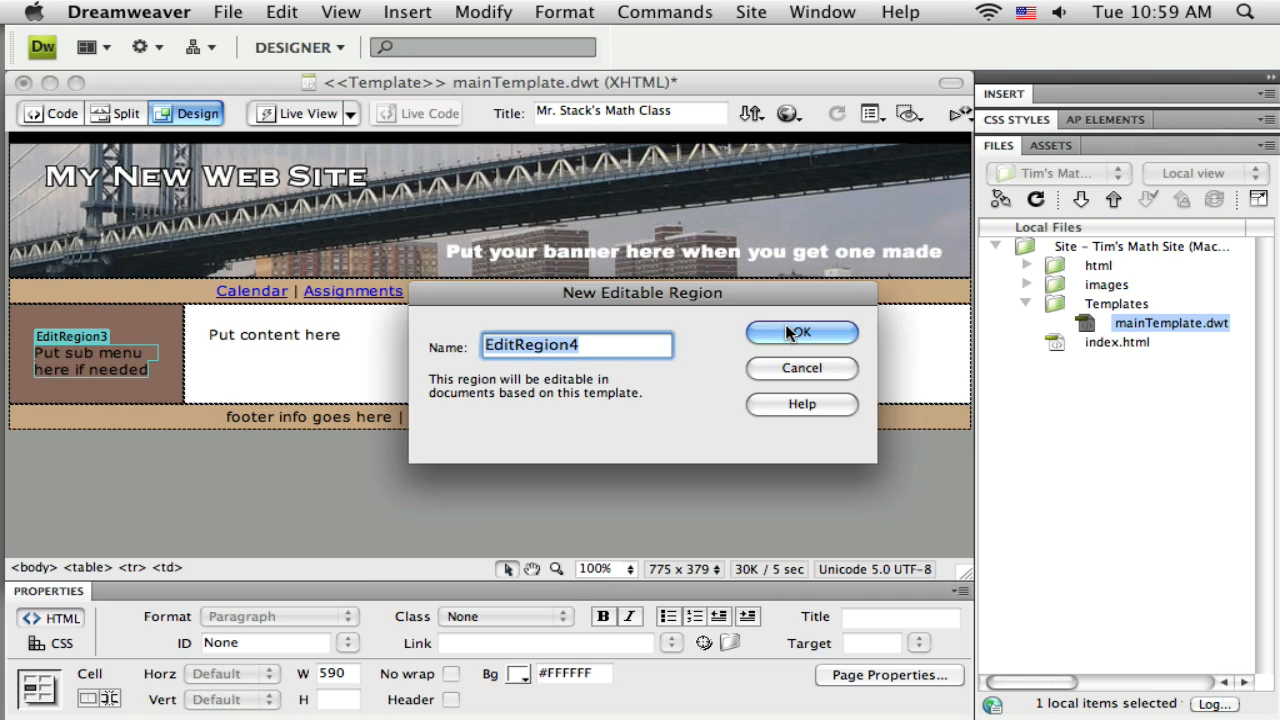 Dreamweaver File Edit View Insert Modify Format Commands Site Window Help Tue 10:59 AM
Dw DESIGNER
<<Template>> mainTemplate.dwt (XHTML)*
Code Split Design Live View Live Code Title: Mr. Stack's Math Class
My New Web Site
Put your banner here when you get one made
Calendar | Assignments
EditRegion3
Put sub menu
here if needed
Put content here
footer info goes here |
New Editable Region
Name: EditRegion4
This region will be editable in
documents based on this template.
OK
Cancel
Help
<body> <table> <tr> <td> 100% 775 x 379 30K / 5 sec Unicode 5.0 UTF-8
PROPERTIES
<> HTML Format Paragraph Class None B I Title
CSS ID None Link Target
Cell Horz Default W 590 No wrap Bg #FFFFFF Page Properties...
Vert Default H Header
INSERT
CSS STYLES AP ELEMENTS
FILES ASSETS
Tim's Mat... Local view
Local Files
Site – Tim's Math Site (Mac...
html
images
Templates
mainTemplate.dwt
index.html
1 local items selected Log...